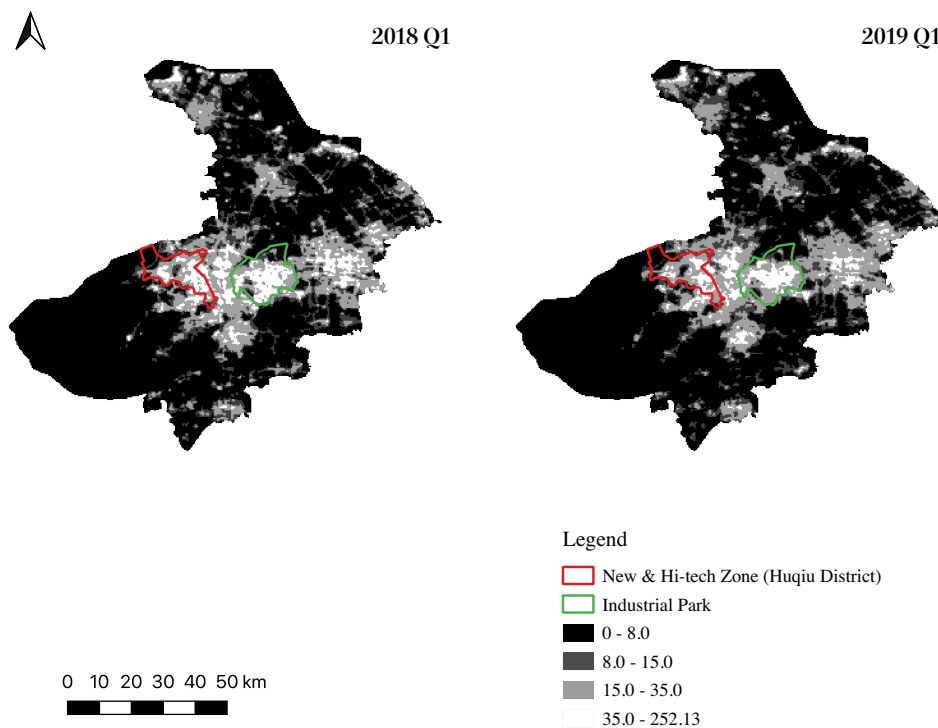 2018 Q1
2019 Q1
Legend
New & Hi-tech Zone (Huqiu District)
Industrial Park
0 - 8.0
8.0 - 15.0
15.0 - 35.0
35.0 - 252.13
0 10 20 30 40 50 km